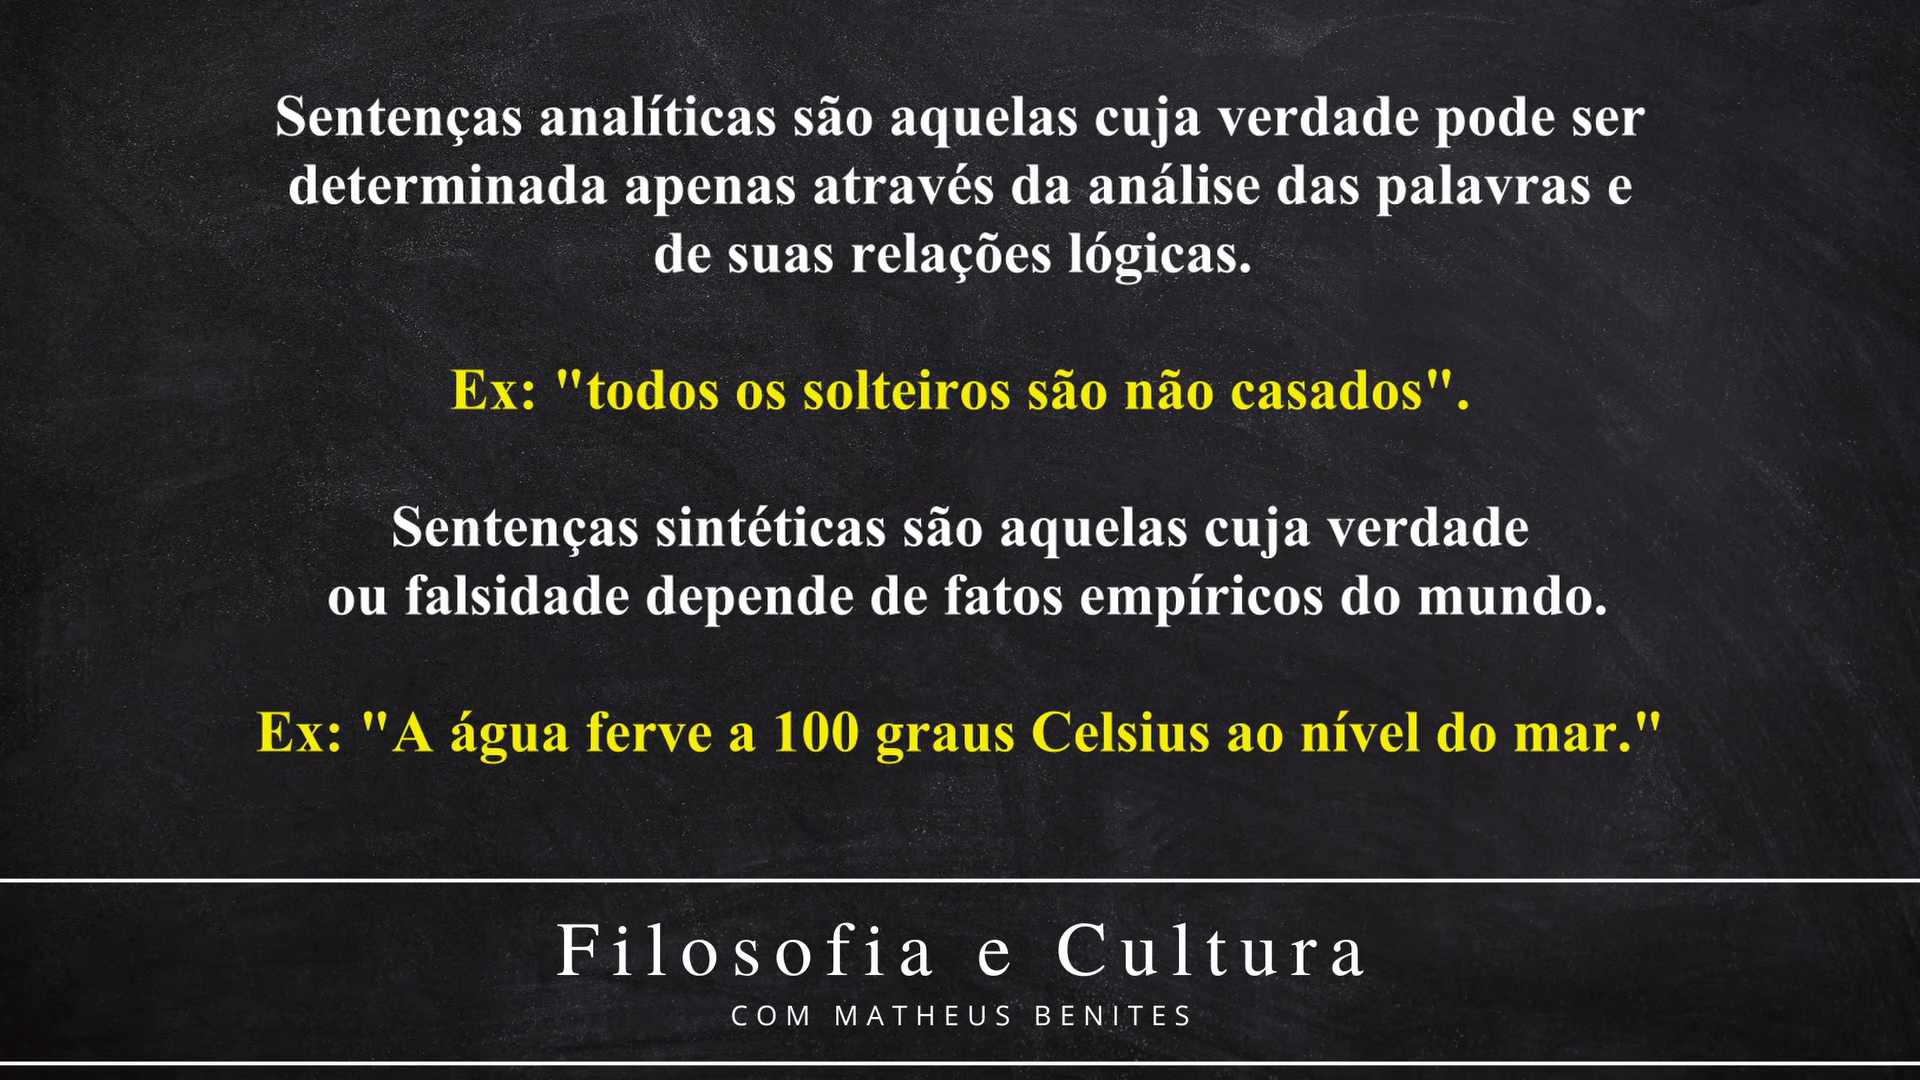 Sentenças analíticas são aquelas cuja verdade pode ser
determinada apenas através da análise das palavras e
de suas relações lógicas.
Ex: "todos os solteiros são não casados".
Sentenças sintéticas são aquelas cuja verdade
ou falsidade depende de fatos empíricos do mundo.
Ex: "A água ferve a 100 graus Celsius ao nível do mar."
Filosofia e Cultura
COM MATHEUS BENITES